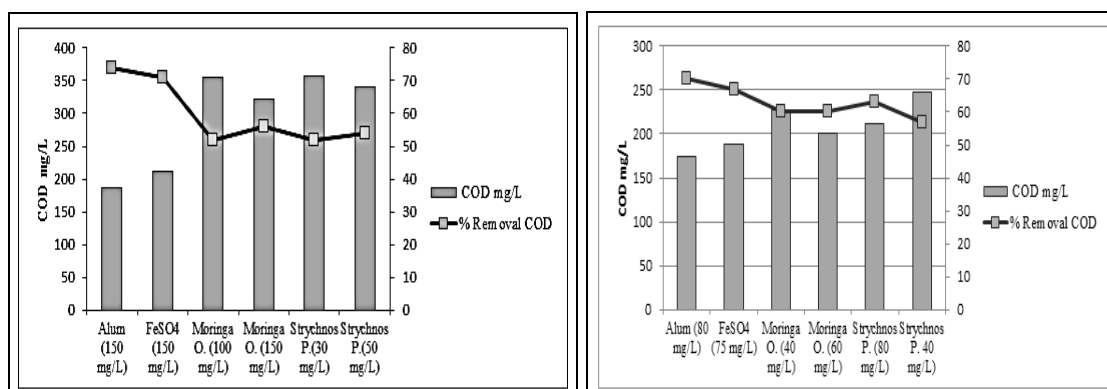 400
350
300
250
200
150
100
50
0
COD mg/L
80
70
60
50
40
30
20
10
0
COD mg/L
% Removal COD
Alum (150 mg/L)
FeSO4 (150 mg/L)
Moringa O. (100 mg/L)
Moringa O. (150 mg/L)
Strychnos P.(30 mg/L)
Strychnos P.(50 mg/L)
300
250
200
150
100
50
0
COD mg/L
80
70
60
50
40
30
20
10
0
COD mg/L
% Removal COD
Alum (80 mg/L)
FeSO4 (75 mg/L)
Moringa O. (40 mg/L)
Moringa O. (60 mg/L)
Strychnos P. (80 mg/L)
Strychnos P. 40 mg/L)